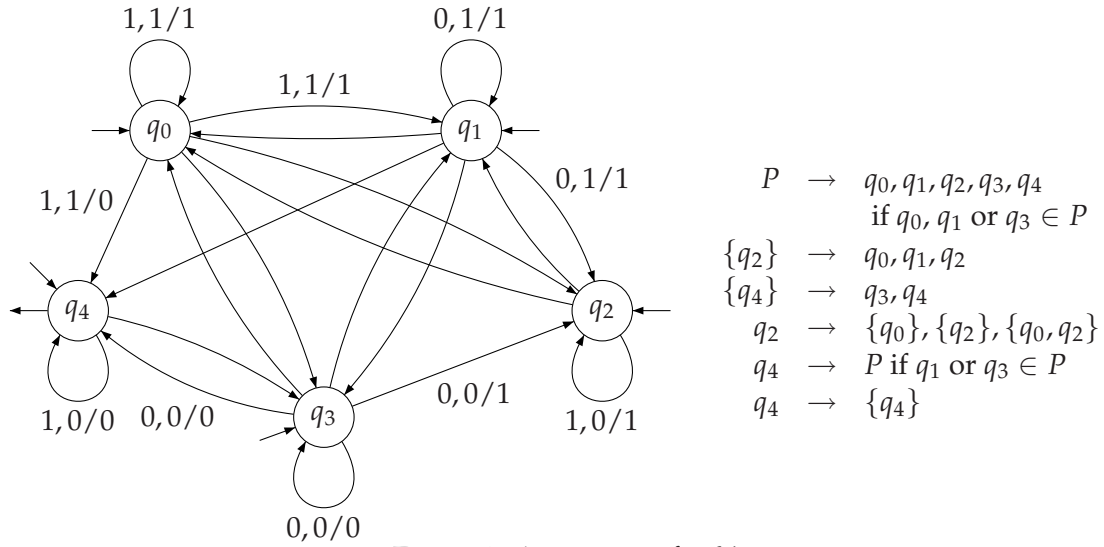 1, 1/1
0, 1/1
1, 1/1
q₀
q₁
0, 1/1
1, 1/0
q₄
q₂
1, 0/0
0, 0/0
q₃
0, 0/1
1, 0/1
0, 0/0
P → q₀, q₁, q₂, q₃, q₄
if q₀, q₁ or q₃ ∈ P
{q₂} → q₀, q₁, q₂
{q₄} → q₃, q₄
q₂ → {q₀}, {q₂}, {q₀, q₂}
q₄ → P if q₁ or q₃ ∈ P
q₄ → {q₄}